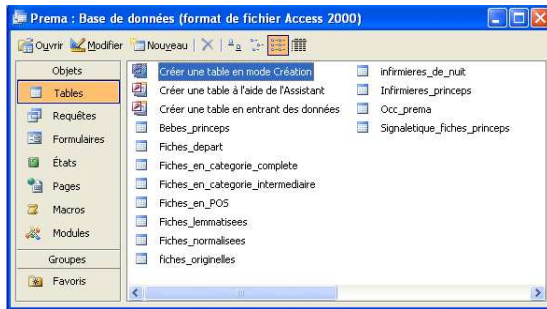 Prema : Base de données (format de fichier Access 2000)
Ouvrir Modifier Nouveau
Objets
Tables
Requêtes
Formulaires
États
Pages
Macros
Modules
Groupes
Favoris
Créer une table en mode Création
Créer une table à l'aide de l'Assistant
Créer une table en entrant des données
Bebes_princeps
Fiches_depart
Fiches_en_categorie_complete
Fiches_en_categorie_intermediaire
Fiches_en_POS
Fiches_lemmatisees
Fiches_normalisees
fiches_originelles
infirmieres_de_nuit
Infirmieres_princeps
Occ_prema
Signaletique_fiches_princeps